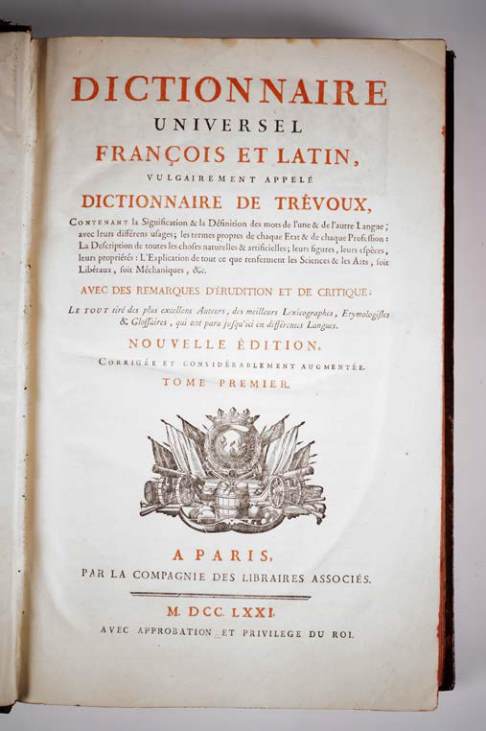 DICTIONNAIRE
UNIVERSEL
FRANÇOIS ET LATIN,
VULGAIREMENT APPELÉ
DICTIONNAIRE DE TRÉVOUX,
CONTENANT la Signification & la Définition des mots de l'une & de l'autre Langue;
avec leurs différens usages; les termes propres de chaque Etat & de chaque Profession:
La Description de toutes les choses naturelles & artificielles; leurs figures, leurs espèces,
leurs propriétés: L'Explication de tout ce que renferment les Sciences & les Arts, soit
Libéraux, soit Méchaniques, &c.
AVEC DES REMARQUES D'ÉRUDITION ET DE CRITIQUE;
LE TOUT tiré des plus excellens Auteurs, des meilleurs Lexicographes, Etymologistes
& Glossaires, qui ont paru jusqu'ici en différentes Langues.
NOUVELLE ÉDITION,
CORRIGÉE ET CONSIDÉRABLEMENT AUGMENTÉE.
TOME PREMIER.
A PARIS,
PAR LA COMPAGNIE DES LIBRAIRES ASSOCIÉS.
M. DCC. LXXI.
AVEC APPROBATION ET PRIVILEGE DU ROI.